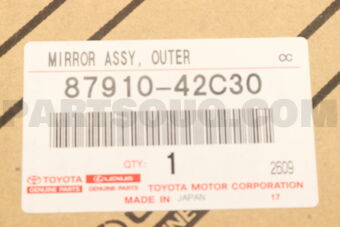 MIRROR ASSY, OUTER CC
87910-42C30
PARTSOUQ.COM
QTY: 1 2609
TOYOTA LEXUS
GENUINE PARTS GENUINE PARTS TOYOTA MOTOR CORPORATION
MADE IN JAPAN 17